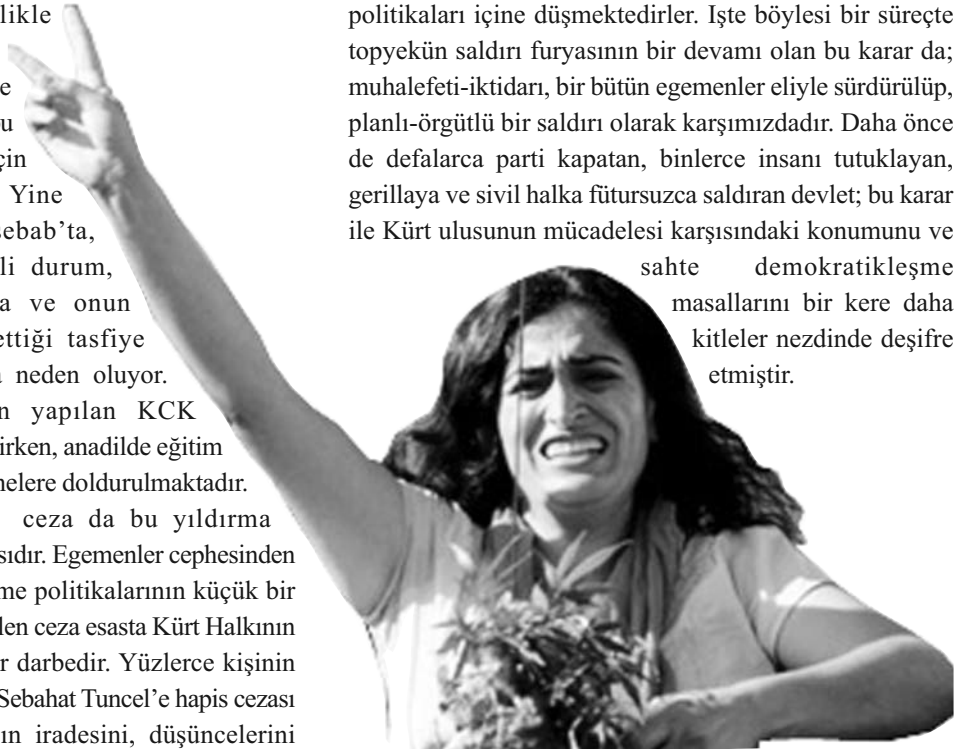 likle
e
u
çin
Yine
sebab’ta,
li durum,
a ve onun
ettiği tasfiye
neden oluyor.
n yapılan KCK
irken, anadilde eğitim
nelere doldurulmaktadır.
ceza da bu yıldırma
sıdır. Egemenler cephesinden
me politikalarının küçük bir
len ceza esasta Kürt Halkının
r darbedir. Yüzlerce kişinin
Sebahat Tuncel’e hapis cezası
ın iradesini, düşüncelerini
politikaları içine düşmektedirler. Işte böylesi bir süreçte
topyekün saldırı furyasının bir devamı olan bu karar da;
muhalefeti-iktidarı, bir bütün egemenler eliyle sürdürülüp,
planlı-örgütlü bir saldırı olarak karşımızdadır. Daha önce
de defalarca parti kapatan, binlerce insanı tutuklayan,
gerillaya ve sivil halka fütursuzca saldıran devlet; bu karar
ile Kürt ulusunun mücadelesi karşısındaki konumunu ve
sahte demokratikleşme
masallarını bir kere daha
kitleler nezdinde deşifre
etmiştir.